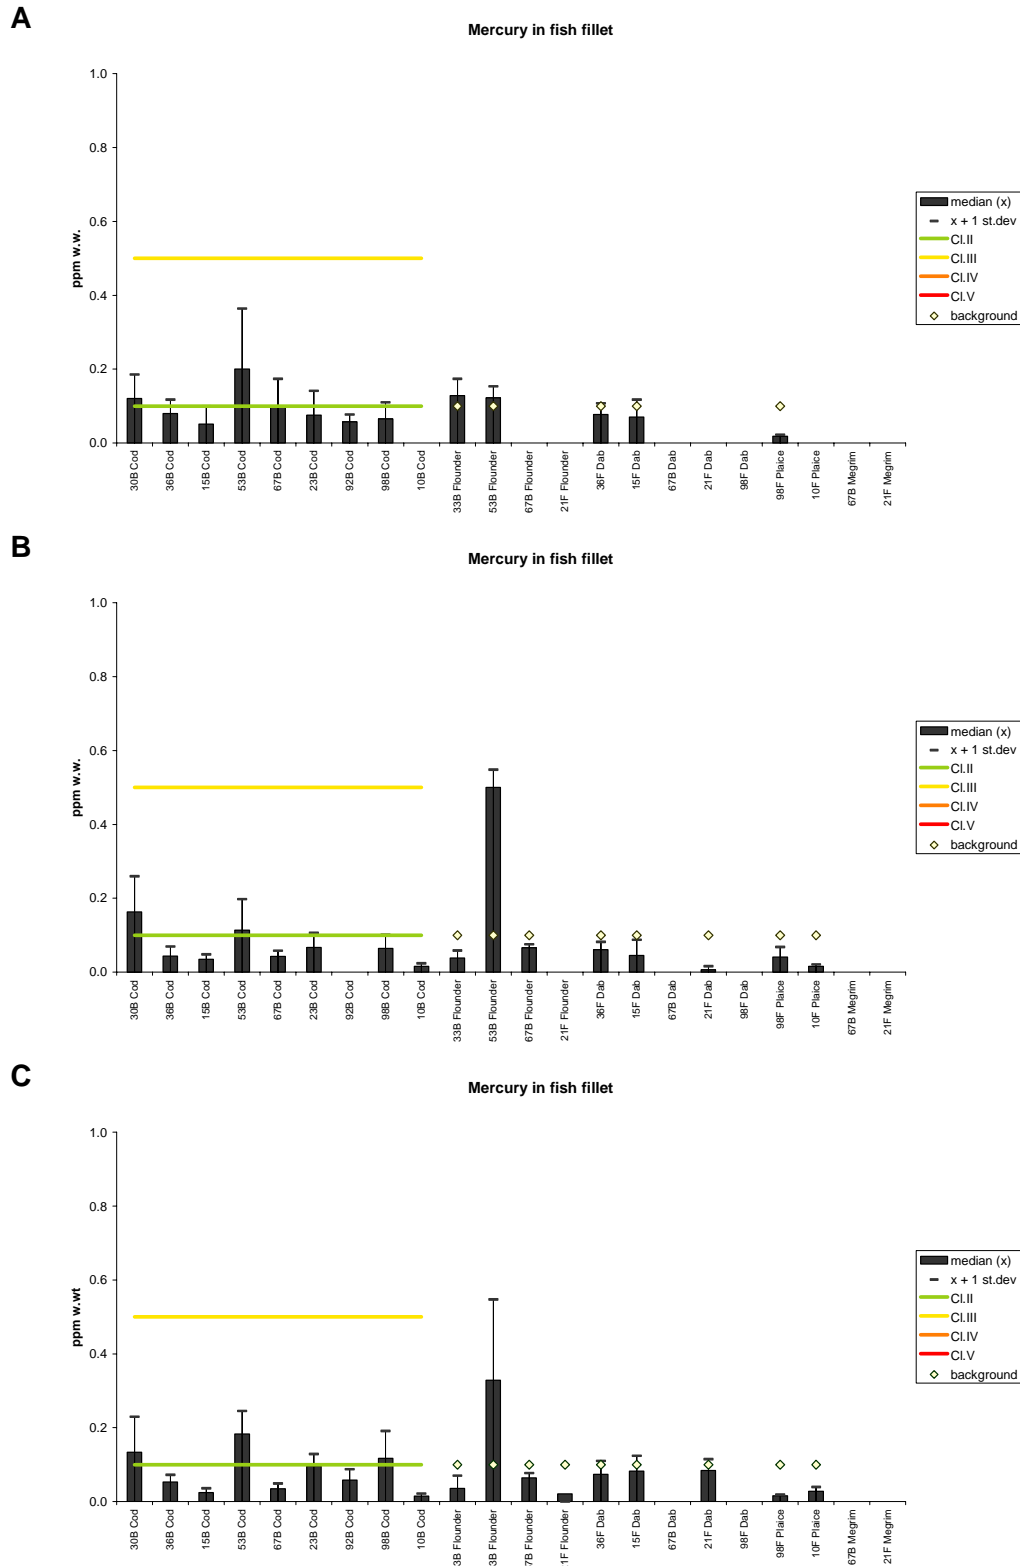 A
Mercury in fish fillet
ppm w.w.
1.0
0.8
0.6
0.4
0.2
0.0
30B Cod
36B Cod
15B Cod
53B Cod
67B Cod
23B Cod
92B Cod
98B Cod
10B Cod
33B Flounder
53B Flounder
67B Flounder
21F Flounder
36F Dab
15F Dab
67B Dab
21F Dab
98F Dab
98F Plaice
10F Plaice
67B Megrim
21F Megrim
median (x)
x + 1 st.dev
Cl.II
Cl.III
Cl.IV
Cl.V
background
B
Mercury in fish fillet
ppm w.w.
1.0
0.8
0.6
0.4
0.2
0.0
30B Cod
36B Cod
15B Cod
53B Cod
67B Cod
23B Cod
92B Cod
98B Cod
10B Cod
33B Flounder
53B Flounder
67B Flounder
21F Flounder
36F Dab
15F Dab
67B Dab
21F Dab
98F Dab
98F Plaice
10F Plaice
67B Megrim
21F Megrim
median (x)
x + 1 st.dev
Cl.II
Cl.III
Cl.IV
Cl.V
background
C
Mercury in fish fillet
ppm w.wt
1.0
0.8
0.6
0.4
0.2
0.0
30B Cod
36B Cod
15B Cod
53B Cod
67B Cod
23B Cod
92B Cod
98B Cod
10B Cod
3B Flounder
3B Flounder
7B Flounder
1F Flounder
36F Dab
15F Dab
67B Dab
21F Dab
98F Dab
98F Plaice
10F Plaice
67B Megrim
21F Megrim
median (x)
x + 1 st.dev
Cl.II
Cl.III
Cl.IV
Cl.V
background